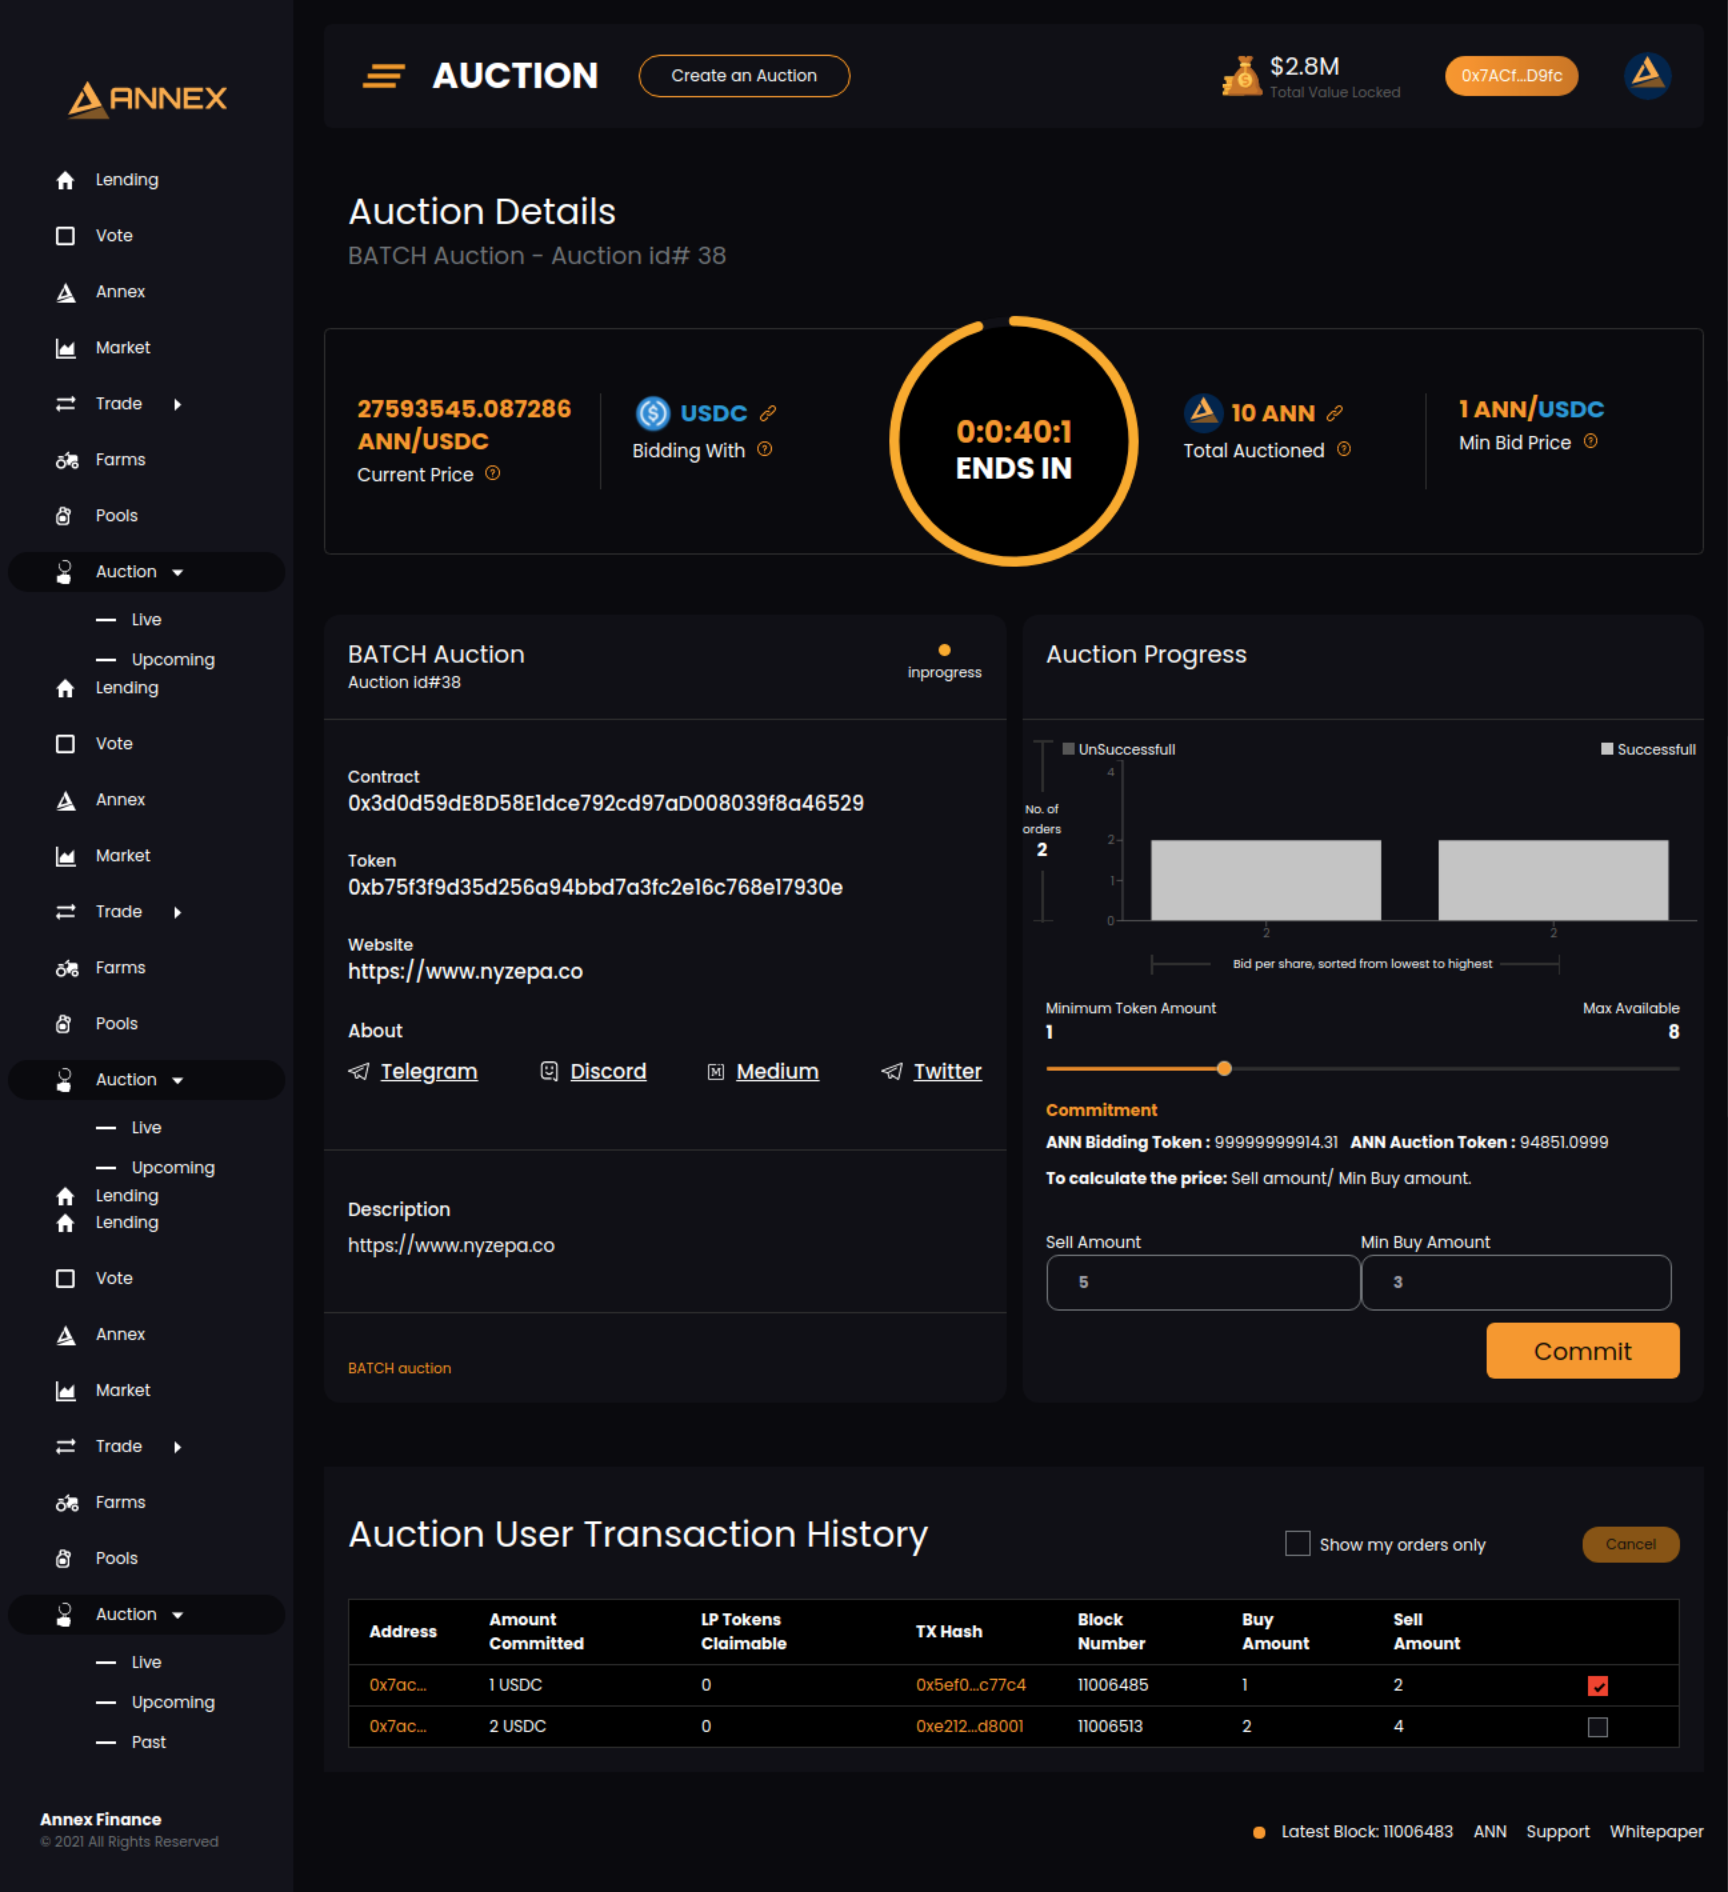 ANNEX
Lending
Vote
Annex
Market
Trade
Farms
Pools
Auction
Live
Upcoming
Lending
Vote
Annex
Market
Trade
Farms
Pools
Auction
Live
Upcoming
Lending
Lending
Vote
Annex
Market
Trade
Farms
Pools
Auction
Live
Upcoming
Past
Annex Finance
© 2021 All Rights Reserved
AUCTION
Create an Auction
$2.8M
Total Value Locked
0x7ACf...D9fc
Auction Details
BATCH Auction - Auction id# 38
27593545.087286
ANN/USDC
Current Price
USDC
Bidding With
0:0:40:1
ENDS IN
10 ANN
Total Auctioned
1 ANN/USDC
Min Bid Price
BATCH Auction
Auction id#38
inprogress
Contract
0x3d0d59dE8D58E1dce792cd97aD008039f8a46529
Token
0xb75f3f9d35d256a94bbd7a3fc2e16c768e17930e
Website
https://www.nyzepa.co
About
Telegram Discord Medium Twitter
Description
https://www.nyzepa.co
BATCH auction
Auction Progress
UnSuccessfull Successfull
No. of
orders
2
4
2
1
0
2 2
Bid per share, sorted from lowest to highest
Minimum Token Amount Max Available
1 8
Commitment
ANN Bidding Token : 99999999914.31 ANN Auction Token : 94851.0999
To calculate the price: Sell amount/ Min Buy amount.
Sell Amount Min Buy Amount
5 3
Commit
Auction User Transaction History
Show my orders only
Cancel
Address Amount Committed LP Tokens Claimable TX Hash Block Number Buy Amount Sell Amount
0x7ac... 1 USDC 0 0x5ef0...c77c4 11006485 1 2
0x7ac... 2 USDC 0 0xe212...d8001 11006513 2 4
Latest Block: 11006483 ANN Support Whitepaper